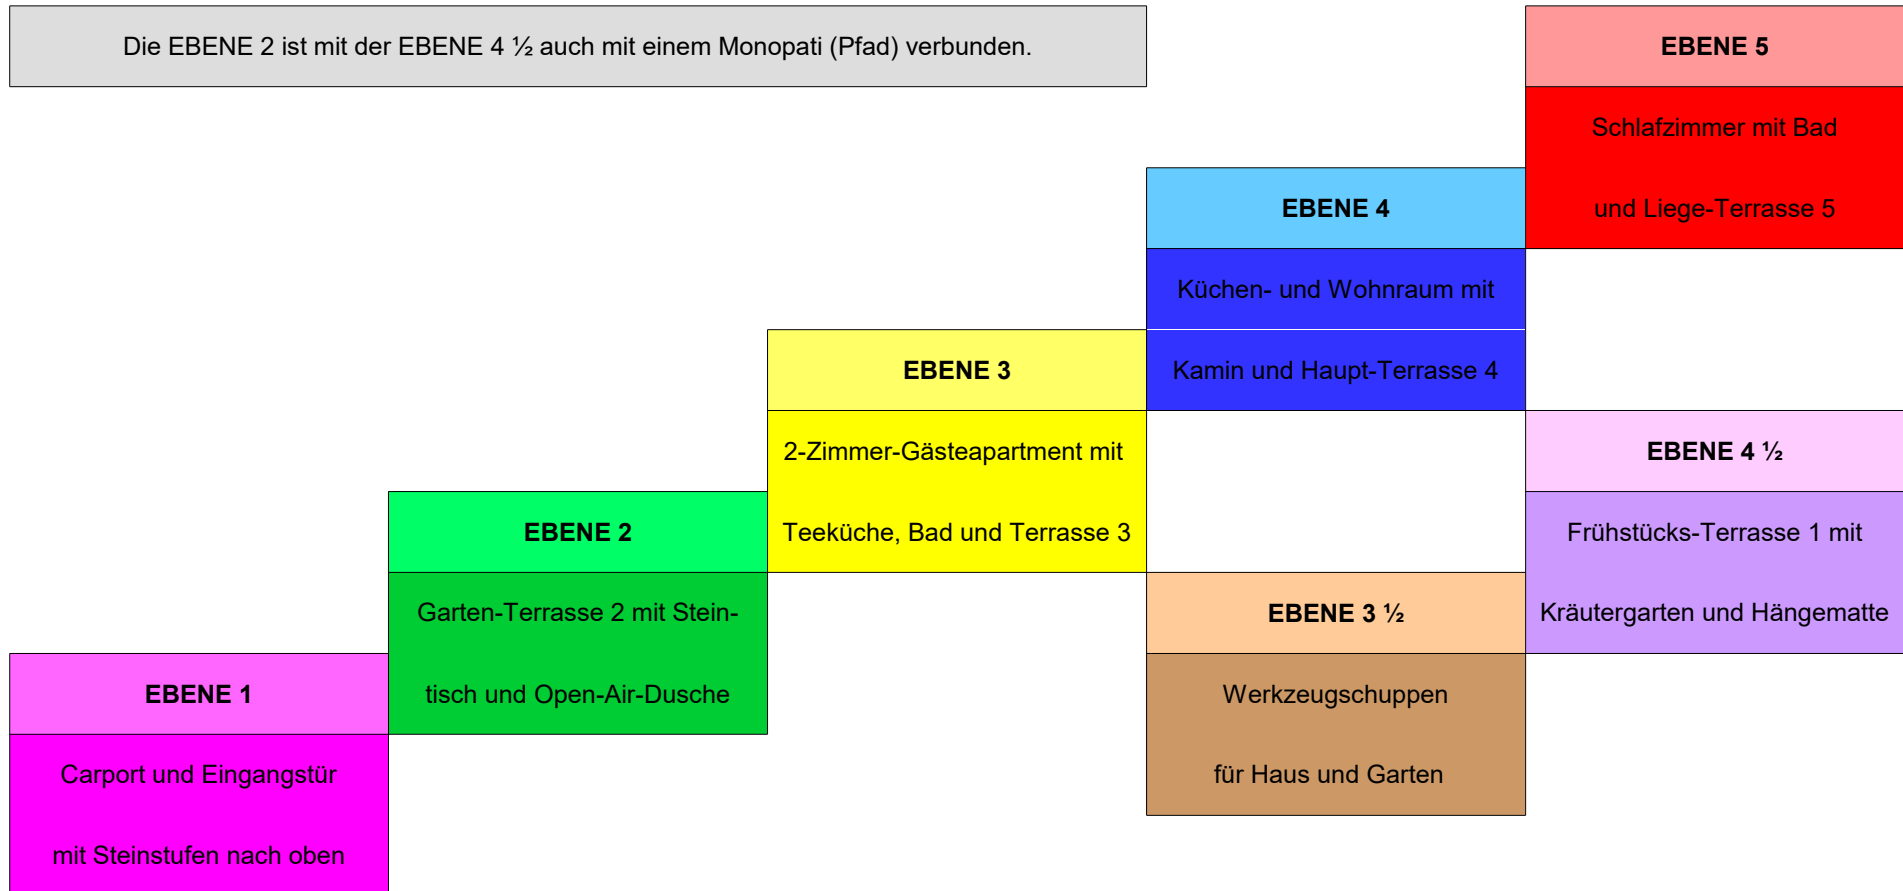 Die EBENE 2 ist mit der EBENE 4 ½ auch mit einem Monopati (Pfad) verbunden.
EBENE 5
Schlafzimmer mit Bad
und Liege-Terrasse 5
EBENE 4
Küchen- und Wohnraum mit
Kamin und Haupt-Terrasse 4
EBENE 3
2-Zimmer-Gästeapartment mit
Teeküche, Bad und Terrasse 3
EBENE 4 ½
Frühstücks-Terrasse 1 mit
Kräutergarten und Hängematte
EBENE 2
Garten-Terrasse 2 mit Stein-
tisch und Open-Air-Dusche
EBENE 3 ½
Werkzeugschuppen
für Haus und Garten
EBENE 1
Carport und Eingangstür
mit Steinstufen nach oben